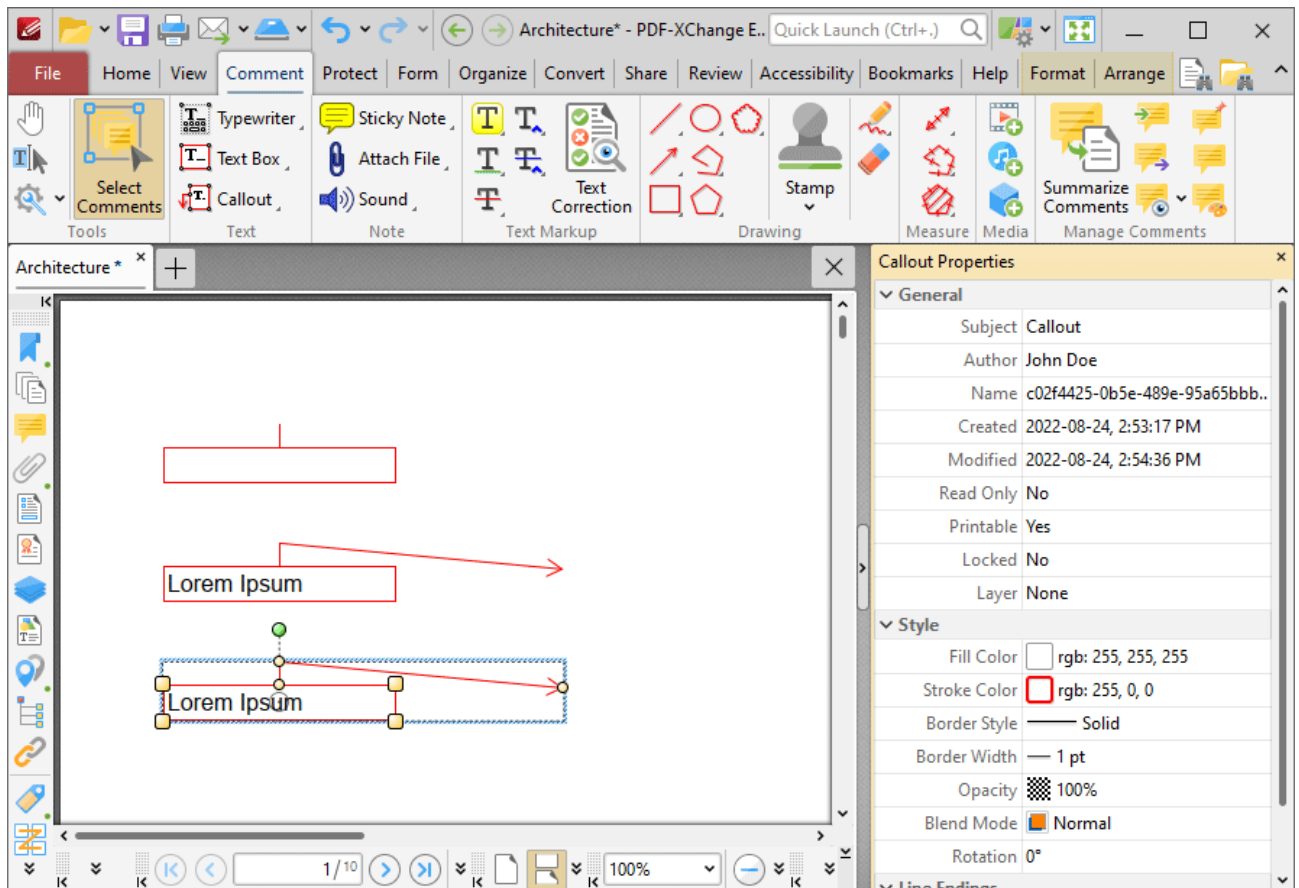 Architecture* - PDF-XChange E.. Quick Launch (Ctrl+.)
File Home View Comment Protect Form Organize Convert Share Review Accessibility Bookmarks Help Format Arrange
Typewriter Sticky Note
Text Box Attach File
Select Comments Callout Sound Text Correction Stamp Summarize Comments
Tools Text Note Text Markup Drawing Measure Media Manage Comments
Architecture *
Callout Properties
General
Subject Callout
Author John Doe
Name c02f4425-0b5e-489e-95a65bbb..
Created 2022-08-24, 2:53:17 PM
Modified 2022-08-24, 2:54:36 PM
Read Only No
Printable Yes
Locked No
Layer None
Style
Fill Color rgb: 255, 255, 255
Stroke Color rgb: 255, 0, 0
Border Style Solid
Border Width 1 pt
Opacity 100%
Blend Mode Normal
Rotation 0°
Line Endings
Lorem Ipsum
Lorem Ipsum
1/10 100%